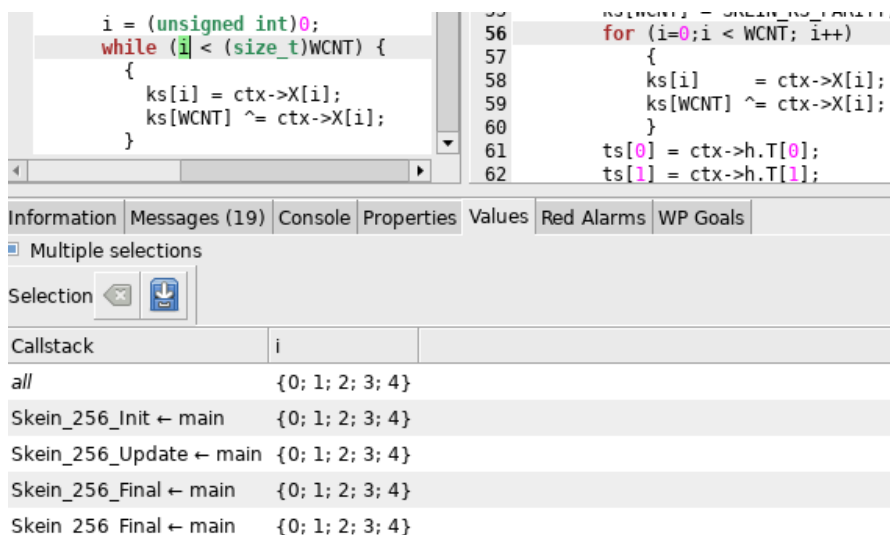 i = (unsigned int)0;
while (i < (size_t)WCNT) {
{
ks[i] = ctx->X[i];
ks[WCNT] ^= ctx->X[i];
}
55 ks[WCNT] = SKEIN_KS_PARITY;
56 for (i=0;i < WCNT; i++)
57 {
58 ks[i] = ctx->X[i];
59 ks[WCNT] ^= ctx->X[i];
60 }
61 ts[0] = ctx->h.T[0];
62 ts[1] = ctx->h.T[1];
Information Messages (19) Console Properties Values Red Alarms WP Goals
Multiple selections
Selection
Callstack i
all {0; 1; 2; 3; 4}
Skein_256_Init ← main {0; 1; 2; 3; 4}
Skein_256_Update ← main {0; 1; 2; 3; 4}
Skein_256_Final ← main {0; 1; 2; 3; 4}
Skein_256_Final ← main {0; 1; 2; 3; 4}